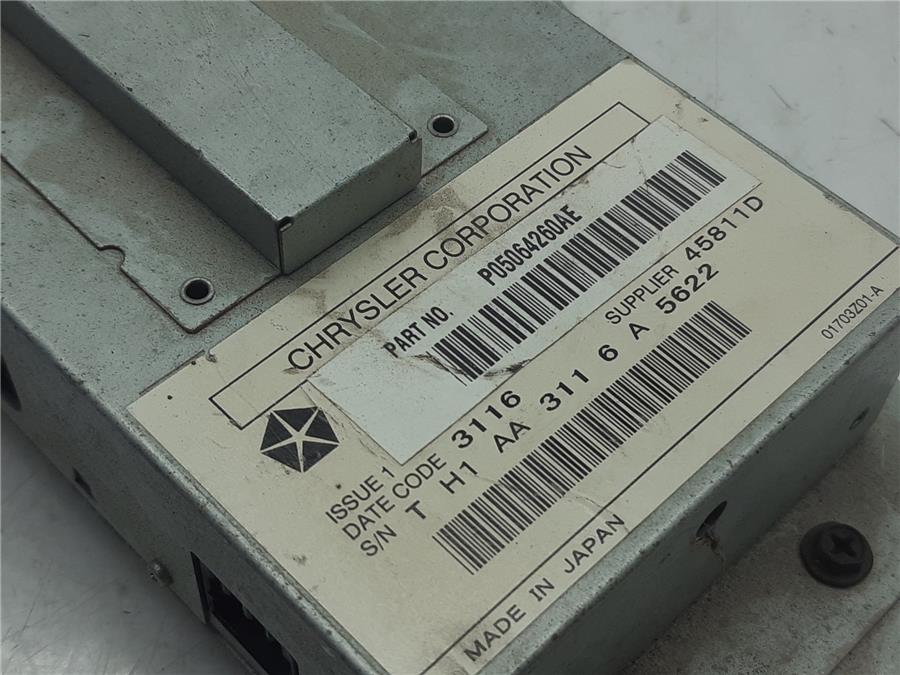 CHRYSLER CORPORATION
PART NO. P05064260AE
SUPPLIER 45811D
ISSUE 1
DATE CODE 3116
S/N T H1 AA 311 6 A 5622
MADE IN JAPAN
01703Z01-A